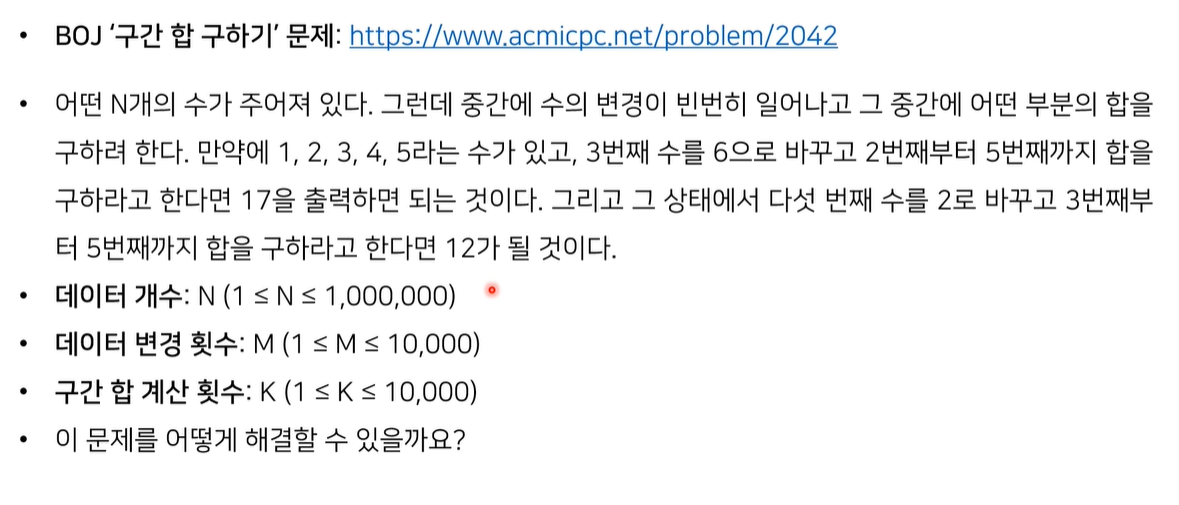 • BOJ ‘구간 합 구하기’ 문제: https://www.acmicpc.net/problem/2042
• 어떤 N개의 수가 주어져 있다. 그런데 중간에 수의 변경이 빈번히 일어나고 그 중간에 어떤 부분의 합을
구하려 한다. 만약에 1, 2, 3, 4, 5라는 수가 있고, 3번째 수를 6으로 바꾸고 2번째부터 5번째까지 합을
구하라고 한다면 17을 출력하면 되는 것이다. 그리고 그 상태에서 다섯 번째 수를 2로 바꾸고 3번째부
터 5번째까지 합을 구하라고 한다면 12가 될 것이다.
• 데이터 개수: N (1 ≤ N ≤ 1,000,000)
• 데이터 변경 횟수: M (1 ≤ M ≤ 10,000)
• 구간 합 계산 횟수: K (1 ≤ K ≤ 10,000)
• 이 문제를 어떻게 해결할 수 있을까요?